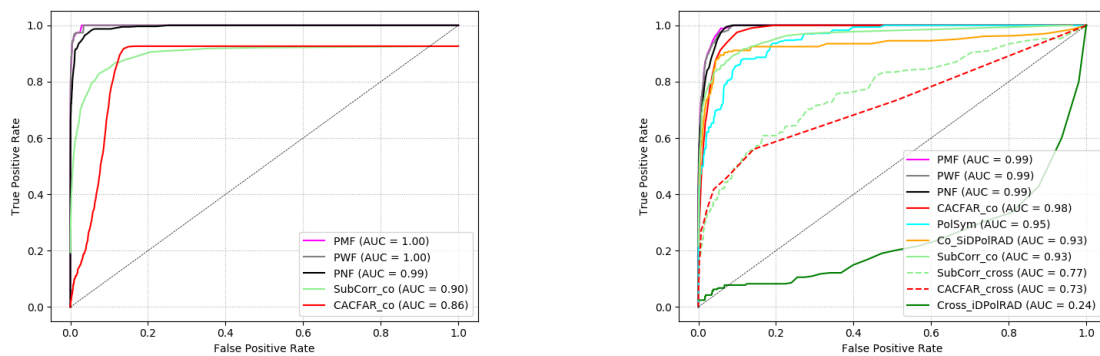 1.0
0.8
0.6
0.4
0.2
0.0
True Positive Rate
0.0 0.2 0.4 0.6 0.8 1.0
False Positive Rate
PMF (AUC = 1.00)
PWF (AUC = 1.00)
PNF (AUC = 0.99)
SubCorr_co (AUC = 0.90)
CACFAR_co (AUC = 0.86)
1.0
0.8
0.6
0.4
0.2
0.0
True Positive Rate
0.0 0.2 0.4 0.6 0.8 1.0
False Positive Rate
PMF (AUC = 0.99)
PWF (AUC = 0.99)
PNF (AUC = 0.99)
CACFAR_co (AUC = 0.98)
PolSym (AUC = 0.95)
Co_SiDPolRAD (AUC = 0.93)
SubCorr_co (AUC = 0.93)
SubCorr_cross (AUC = 0.77)
CACFAR_cross (AUC = 0.73)
Cross_iDPolRAD (AUC = 0.24)